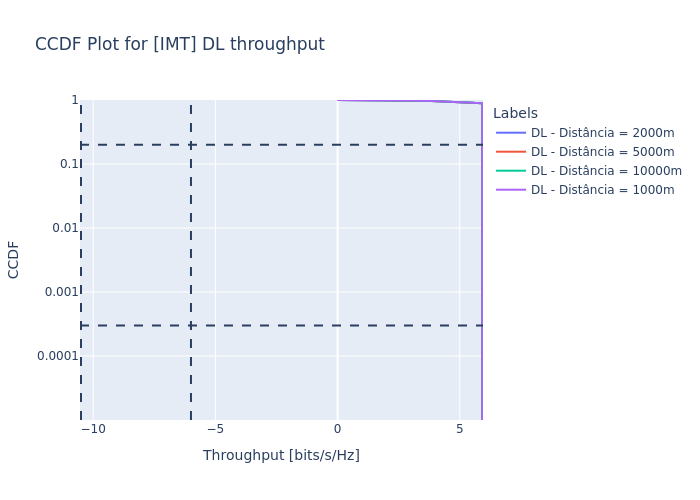 CCDF Plot for [IMT] DL throughput
Labels
DL - Distância = 2000m
DL - Distância = 5000m
DL - Distância = 10000m
DL - Distância = 1000m
CCDF
1
0.1
0.01
0.001
0.0001
−10
−5
0
5
Throughput [bits/s/Hz]